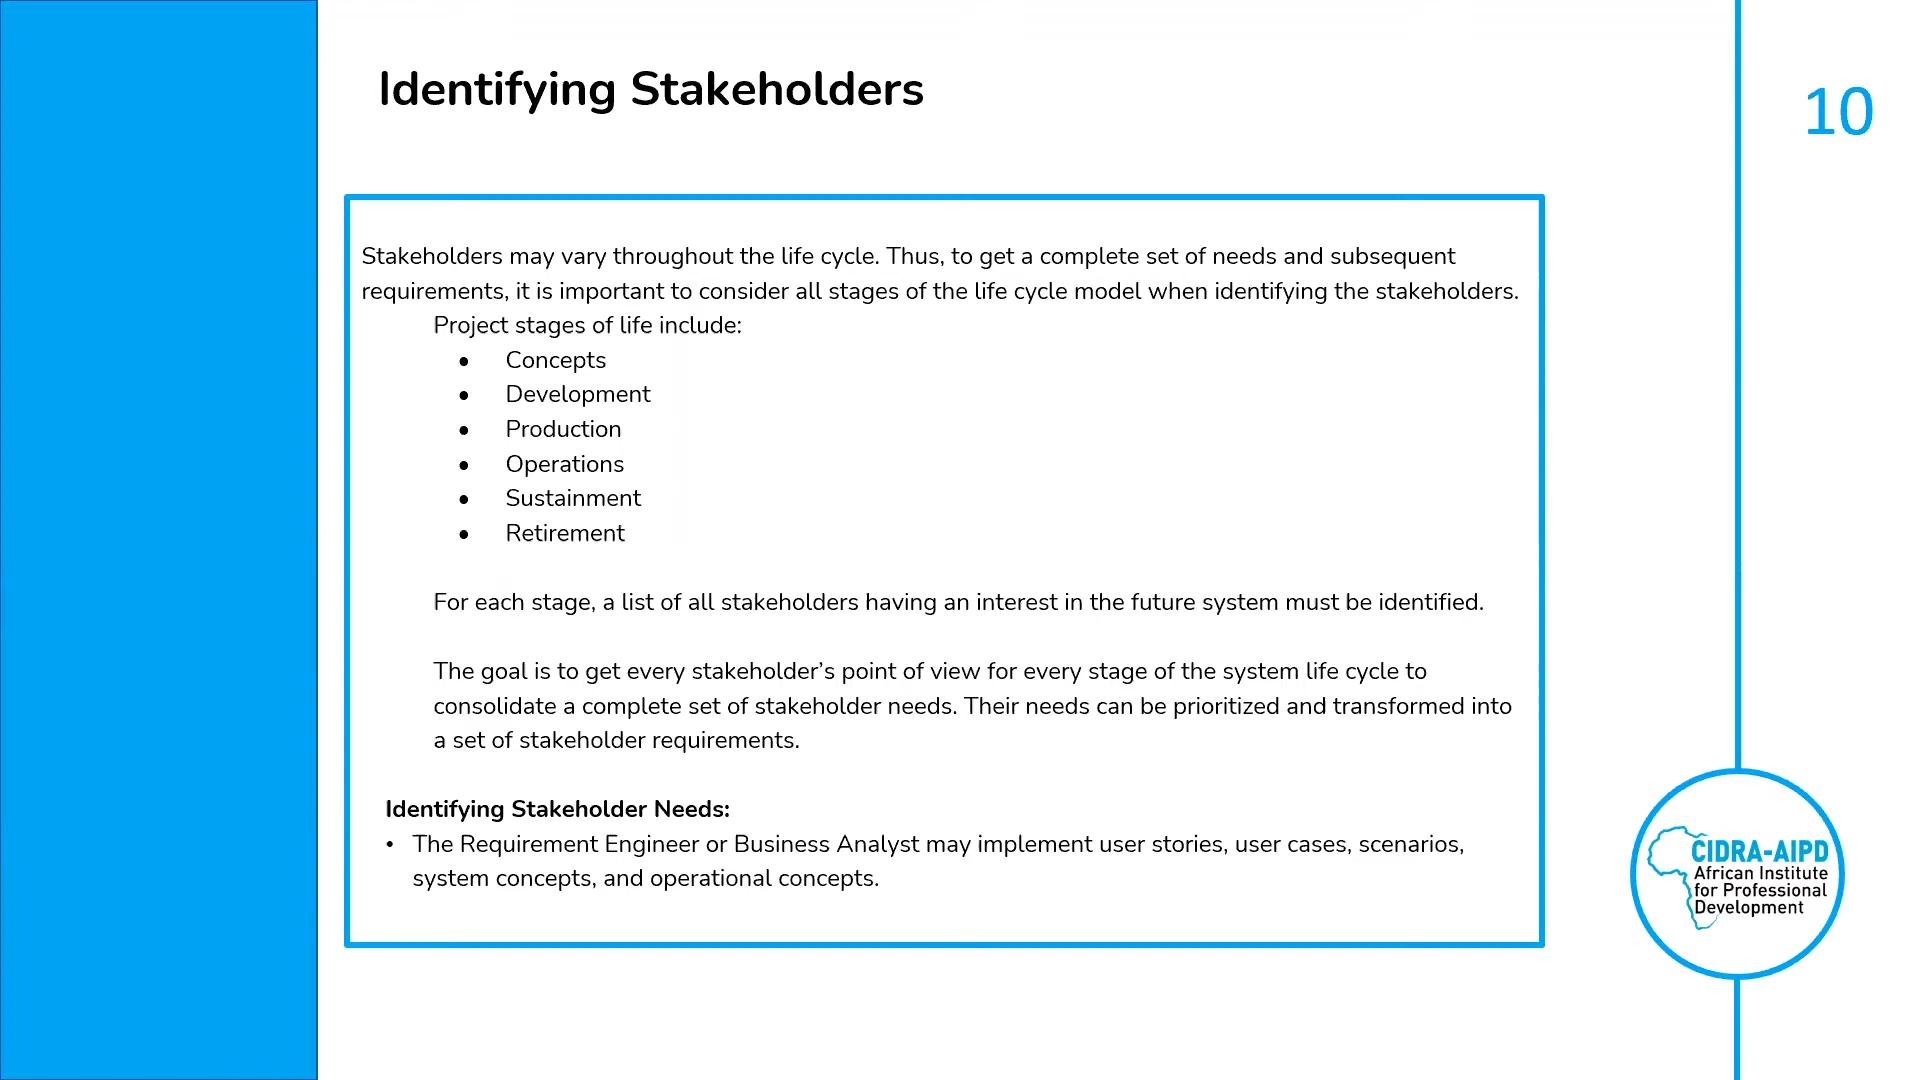 Identifying Stakeholders
10
Stakeholders may vary throughout the life cycle. Thus, to get a complete set of needs and subsequent
requirements, it is important to consider all stages of the life cycle model when identifying the stakeholders.
Project stages of life include:
• Concepts
• Development
• Production
• Operations
• Sustainment
• Retirement
For each stage, a list of all stakeholders having an interest in the future system must be identified.
The goal is to get every stakeholder’s point of view for every stage of the system life cycle to
consolidate a complete set of stakeholder needs. Their needs can be prioritized and transformed into
a set of stakeholder requirements.
Identifying Stakeholder Needs:
• The Requirement Engineer or Business Analyst may implement user stories, user cases, scenarios,
system concepts, and operational concepts.
CIDRA-AIPD
African Institute
for Professional
Development